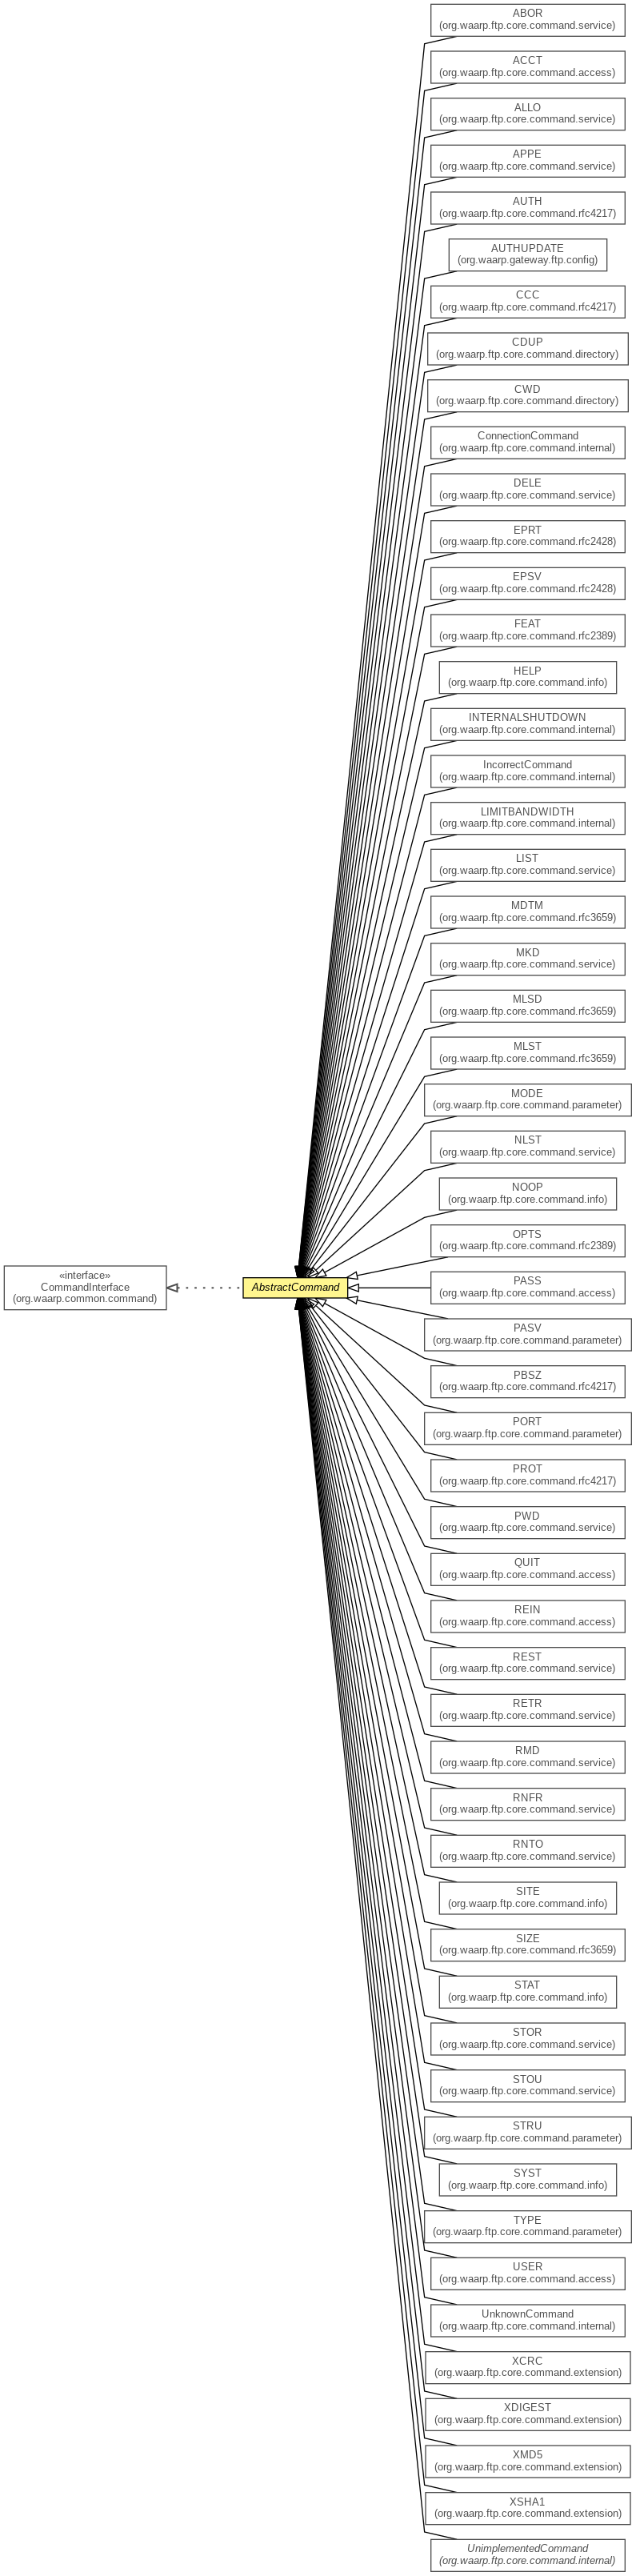 ABOR
(org.waarp.ftp.core.command.service)
ACCT
(org.waarp.ftp.core.command.access)
ALLO
(org.waarp.ftp.core.command.service)
APPE
(org.waarp.ftp.core.command.service)
AUTH
(org.waarp.ftp.core.command.rfc4217)
AUTHUPDATE
(org.waarp.gateway.ftp.config)
CCC
(org.waarp.ftp.core.command.rfc4217)
CDUP
(org.waarp.ftp.core.command.directory)
CWD
(org.waarp.ftp.core.command.directory)
ConnectionCommand
(org.waarp.ftp.core.command.internal)
DELE
(org.waarp.ftp.core.command.service)
EPRT
(org.waarp.ftp.core.command.rfc2428)
EPSV
(org.waarp.ftp.core.command.rfc2428)
FEAT
(org.waarp.ftp.core.command.rfc2389)
HELP
(org.waarp.ftp.core.command.info)
INTERNALSHUTDOWN
(org.waarp.ftp.core.command.internal)
IncorrectCommand
(org.waarp.ftp.core.command.internal)
LIMITBANDWIDTH
(org.waarp.ftp.core.command.internal)
LIST
(org.waarp.ftp.core.command.service)
MDTM
(org.waarp.ftp.core.command.rfc3659)
MKD
(org.waarp.ftp.core.command.service)
MLSD
(org.waarp.ftp.core.command.rfc3659)
MLST
(org.waarp.ftp.core.command.rfc3659)
MODE
(org.waarp.ftp.core.command.parameter)
NLST
(org.waarp.ftp.core.command.service)
NOOP
(org.waarp.ftp.core.command.info)
OPTS
(org.waarp.ftp.core.command.rfc2389)
«interface»
CommandInterface
(org.waarp.common.command)
AbstractCommand
PASS
(org.waarp.ftp.core.command.access)
PASV
(org.waarp.ftp.core.command.parameter)
PBSZ
(org.waarp.ftp.core.command.rfc4217)
PORT
(org.waarp.ftp.core.command.parameter)
PROT
(org.waarp.ftp.core.command.rfc4217)
PWD
(org.waarp.ftp.core.command.service)
QUIT
(org.waarp.ftp.core.command.access)
REIN
(org.waarp.ftp.core.command.access)
REST
(org.waarp.ftp.core.command.service)
RETR
(org.waarp.ftp.core.command.service)
RMD
(org.waarp.ftp.core.command.service)
RNFR
(org.waarp.ftp.core.command.service)
RNTO
(org.waarp.ftp.core.command.service)
SITE
(org.waarp.ftp.core.command.info)
SIZE
(org.waarp.ftp.core.command.rfc3659)
STAT
(org.waarp.ftp.core.command.info)
STOR
(org.waarp.ftp.core.command.service)
STOU
(org.waarp.ftp.core.command.service)
STRU
(org.waarp.ftp.core.command.parameter)
SYST
(org.waarp.ftp.core.command.info)
TYPE
(org.waarp.ftp.core.command.parameter)
USER
(org.waarp.ftp.core.command.access)
UnknownCommand
(org.waarp.ftp.core.command.internal)
XCRC
(org.waarp.ftp.core.command.extension)
XDIGEST
(org.waarp.ftp.core.command.extension)
XMD5
(org.waarp.ftp.core.command.extension)
XSHA1
(org.waarp.ftp.core.command.extension)
UnimplementedCommand
(org.waarp.ftp.core.command.internal)